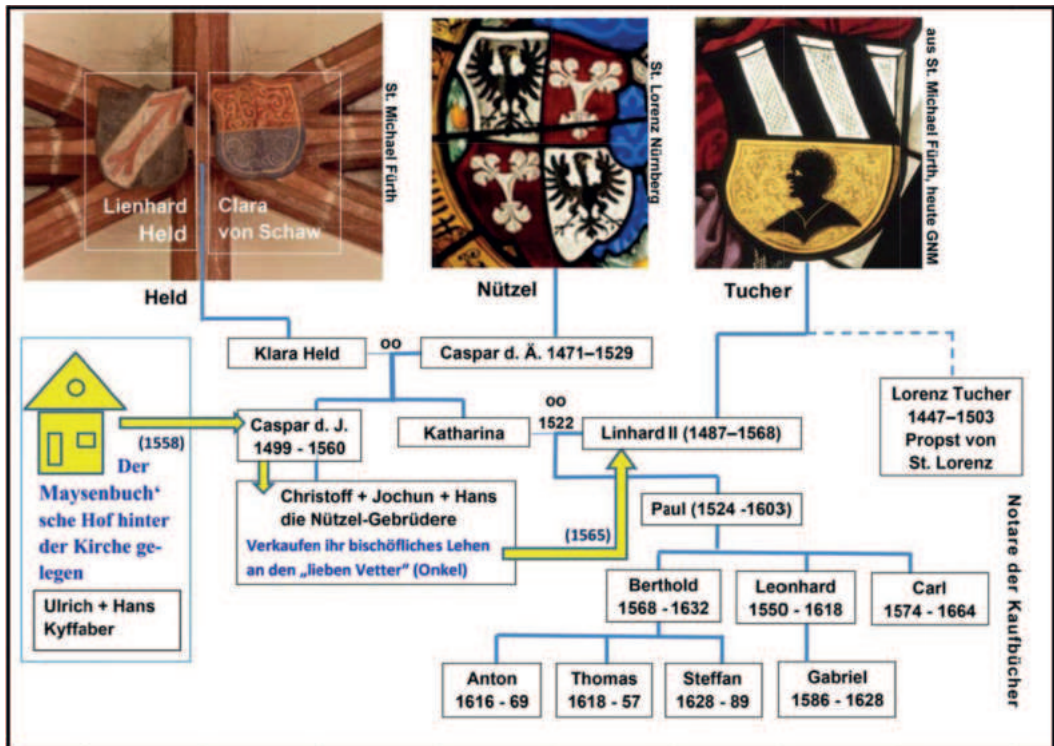 Lienhard
Held
Clara
von Schaw
St. Michael Fürth
St. Lorenz Nürnberg
aus St. Michael Fürth, heute GNM
Held
Nützel
Tucher
Klara Held
oo
Caspar d. Ä. 1471–1529
Lorenz Tucher
1447–1503
Propst von
St. Lorenz
(1558)
Caspar d. J.
1499 - 1560
Katharina
oo
1522
Linhard II (1487–1568)
Der
Maysenbuch‘
sche Hof hinter
der Kirche ge-
legen
Ulrich + Hans
Kyffaber
Christoff + Jochun + Hans
die Nützel-Gebrüdere
Verkaufen ihr bischöfliches Lehen
an den „lieben Vetter“ (Onkel)
(1565)
Paul (1524 -1603)
Berthold
1568 - 1632
Leonhard
1550 - 1618
Carl
1574 - 1664
Anton
1616 - 69
Thomas
1618 - 57
Steffan
1628 - 89
Gabriel
1586 - 1628
Notare der Kaufbücher